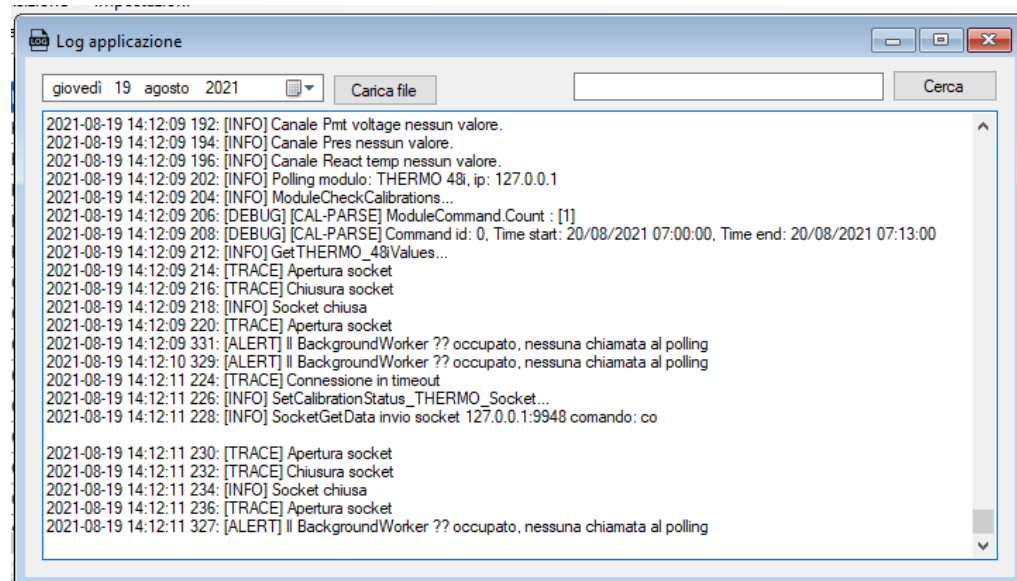 Log applicazione
giovedì 19 agosto 2021
Carica file
Cerca
2021-08-19 14:12:09 192: [INFO] Canale Pmt voltage nessun valore.
2021-08-19 14:12:09 194: [INFO] Canale Pres nessun valore.
2021-08-19 14:12:09 196: [INFO] Canale React temp nessun valore.
2021-08-19 14:12:09 202: [INFO] Polling modulo: THERMO 48i, ip: 127.0.0.1
2021-08-19 14:12:09 204: [INFO] ModuleCheckCalibrations...
2021-08-19 14:12:09 206: [DEBUG] [CAL-PARSE] ModuleCommand.Count : [1]
2021-08-19 14:12:09 208: [DEBUG] [CAL-PARSE] Command id: 0, Time start: 20/08/2021 07:00:00, Time end: 20/08/2021 07:13:00
2021-08-19 14:12:09 212: [INFO] GetTHERMO_48iValues...
2021-08-19 14:12:09 214: [TRACE] Apertura socket
2021-08-19 14:12:09 216: [TRACE] Chiusura socket
2021-08-19 14:12:09 218: [INFO] Socket chiusa
2021-08-19 14:12:09 220: [TRACE] Apertura socket
2021-08-19 14:12:09 331: [ALERT] Il BackgroundWorker ?? occupato, nessuna chiamata al polling
2021-08-19 14:12:10 329: [ALERT] Il BackgroundWorker ?? occupato, nessuna chiamata al polling
2021-08-19 14:12:11 224: [TRACE] Connessione in timeout
2021-08-19 14:12:11 226: [INFO] SetCalibrationStatus_THERMO_Socket...
2021-08-19 14:12:11 228: [INFO] SocketGetData invio socket 127.0.0.1:9948 comando: co
2021-08-19 14:12:11 230: [TRACE] Apertura socket
2021-08-19 14:12:11 232: [TRACE] Chiusura socket
2021-08-19 14:12:11 234: [INFO] Socket chiusa
2021-08-19 14:12:11 236: [TRACE] Apertura socket
2021-08-19 14:12:11 327: [ALERT] Il BackgroundWorker ?? occupato, nessuna chiamata al polling